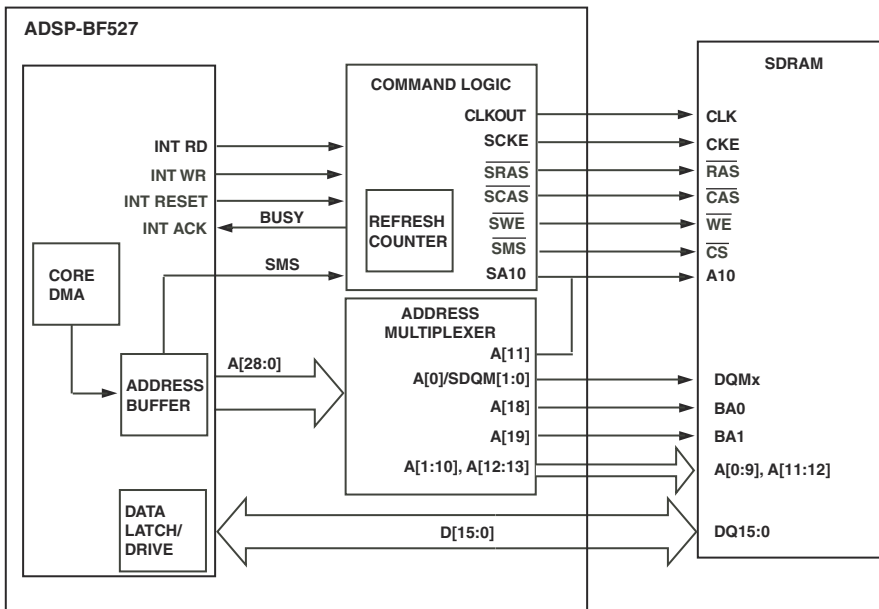 ADSP-BF527
SDRAM
COMMAND LOGIC
CLKOUT
SCKE
SRAS
SCAS
SWE
SMS
SA10
CLK
CKE
RAS
CAS
WE
CS
A10
INT RD
INT WR
INT RESET
INT ACK
BUSY
REFRESH
COUNTER
SMS
CORE
DMA
ADDRESS
BUFFER
A[28:0]
ADDRESS
MULTIPLEXER
A[11]
A[0]/SDQM[1:0]
A[18]
A[19]
A[1:10], A[12:13]
DQMx
BA0
BA1
A[0:9], A[11:12]
DATA
LATCH/
DRIVE
D[15:0]
DQ15:0